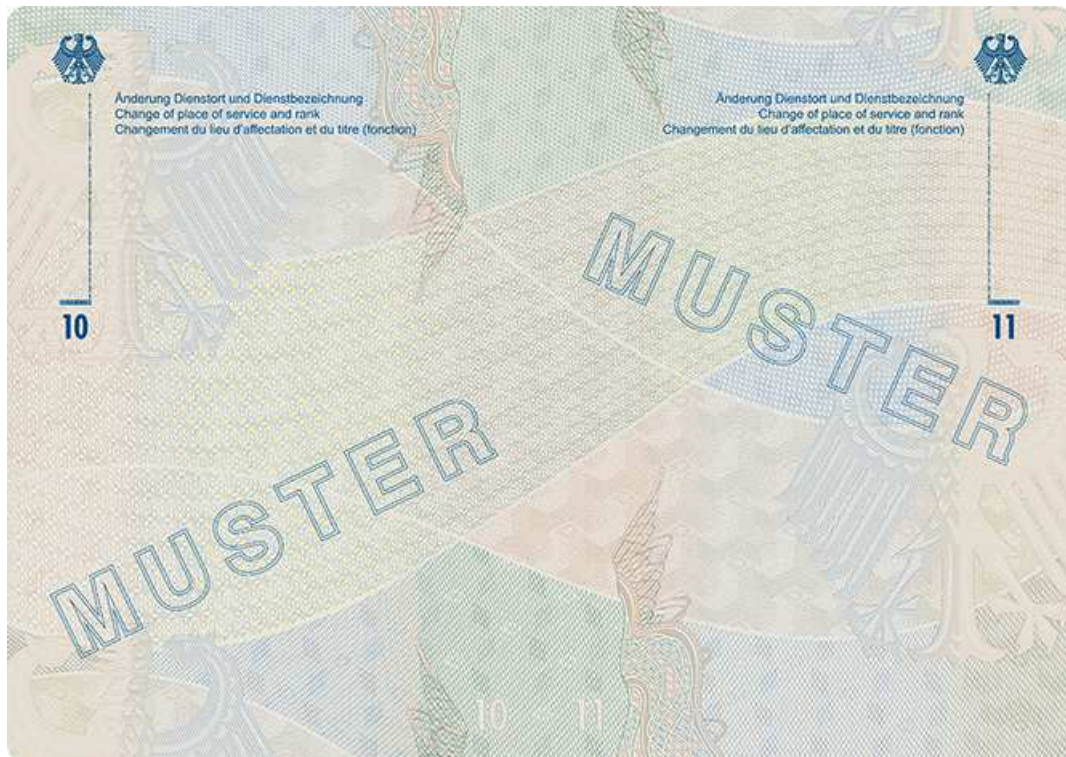 Änderung Dienstort und Dienstbezeichnung
Change of place of service and rank
Changement du lieu d'affectation et du titre (fonction)
10
MUSTER
Änderung Dienstort und Dienstbezeichnung
Change of place of service and rank
Changement du lieu d'affectation et du titre (fonction)
11
MUSTER
10 11